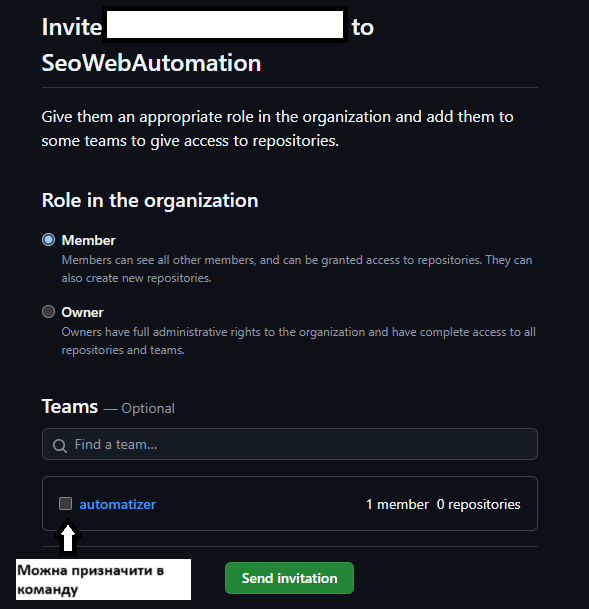 Invite to
SeoWebAutomation
Give them an appropriate role in the organization and add them to
some teams to give access to repositories.
Role in the organization
Member
Members can see all other members, and can be granted access to repositories. They can
also create new repositories.
Owner
Owners have full administrative rights to the organization and have complete access to all
repositories and teams.
Teams — Optional
Find a team...
automatizer 1 member 0 repositories
Можна призначити в
команду
Send invitation